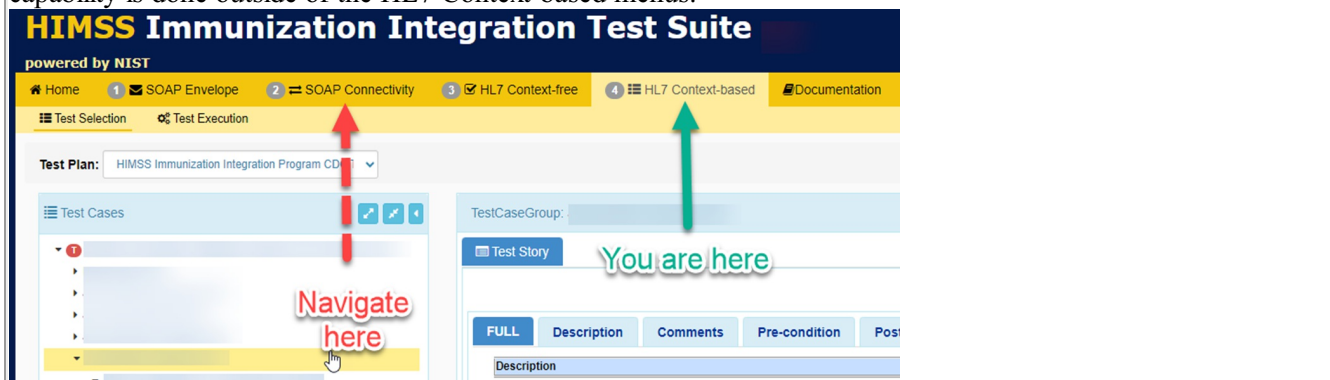 capability is done outside of the HL7 Context-based menus.
HIMSS Immunization Integration Test Suite
powered by NIST
Home 1 SOAP Envelope 2 SOAP Connectivity 3 HL7 Context-free 4 HL7 Context-based Documentation
Test Selection Test Execution
Test Plan: HIMSS Immunization Integration Program
Test Cases
TestCaseGroup:
T
Test Story
You are here
Navigate
here
FULL Description Comments Pre-condition
Description